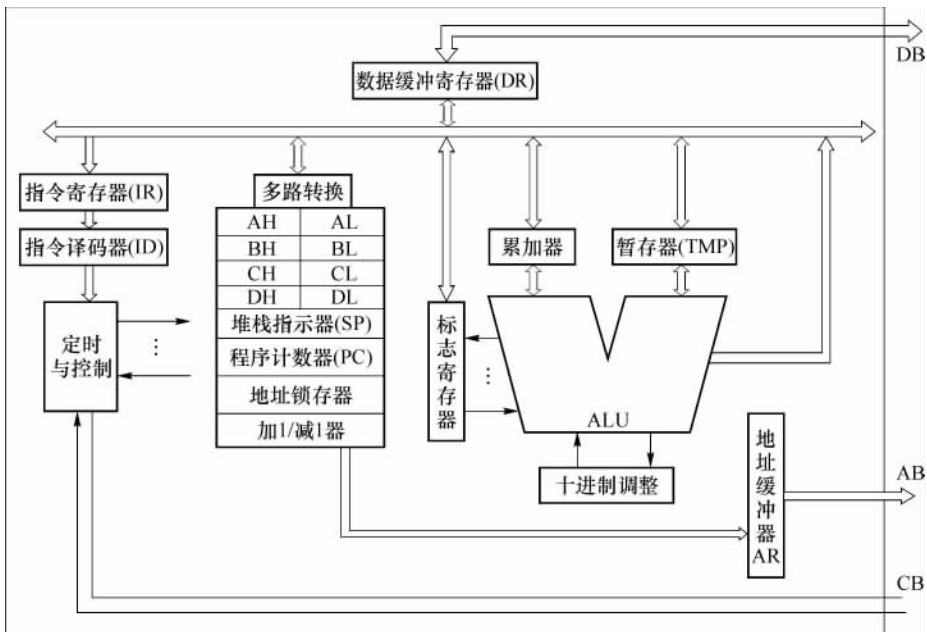 DB
数据缓冲寄存器(DR)
指令寄存器(IR)
多路转换
AH AL
指令译码器(ID)
BH BL
累加器
暂存器(TMP)
CH CL
DH DL
定时
与控制
堆栈指示器(SP)
程序计数器(PC)
地址锁存器
加1/减1器
标志寄存器
ALU
十进制调整
地址缓冲器
AR
AB
CB